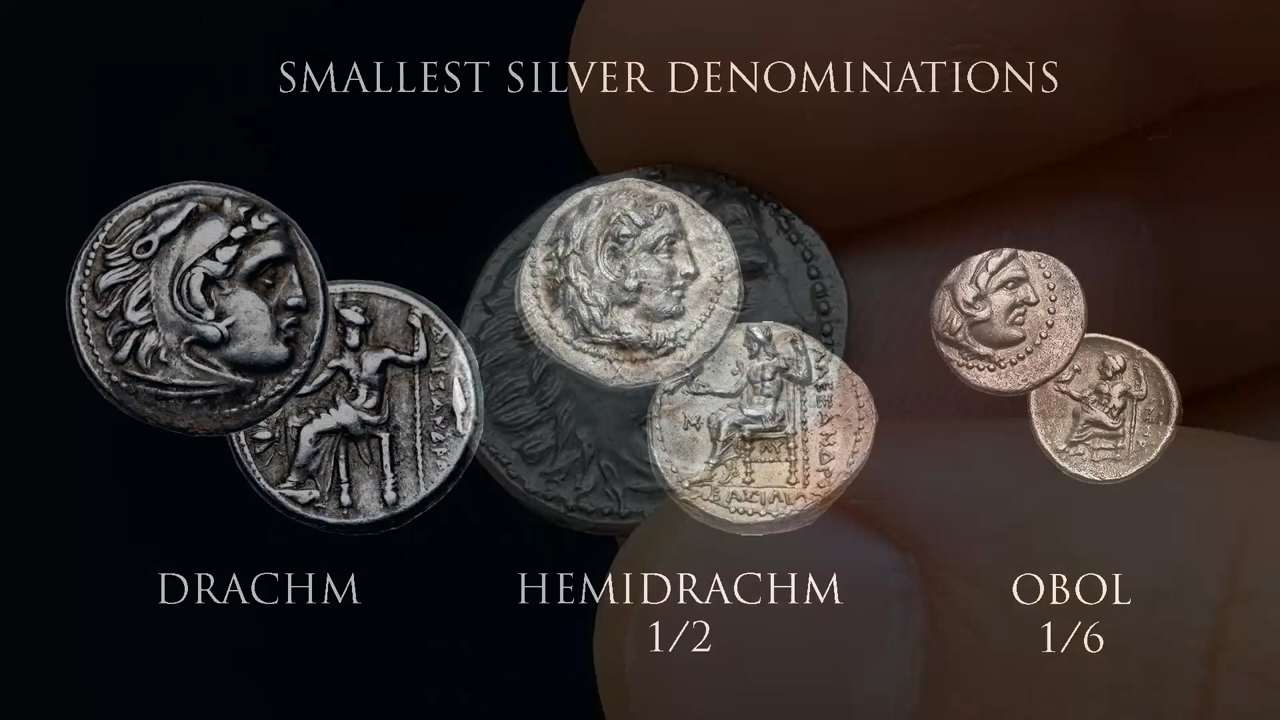 SMALLEST SILVER DENOMINATIONS
DRACHM
HEMIDRACHM
1/2
OBOL
1/6